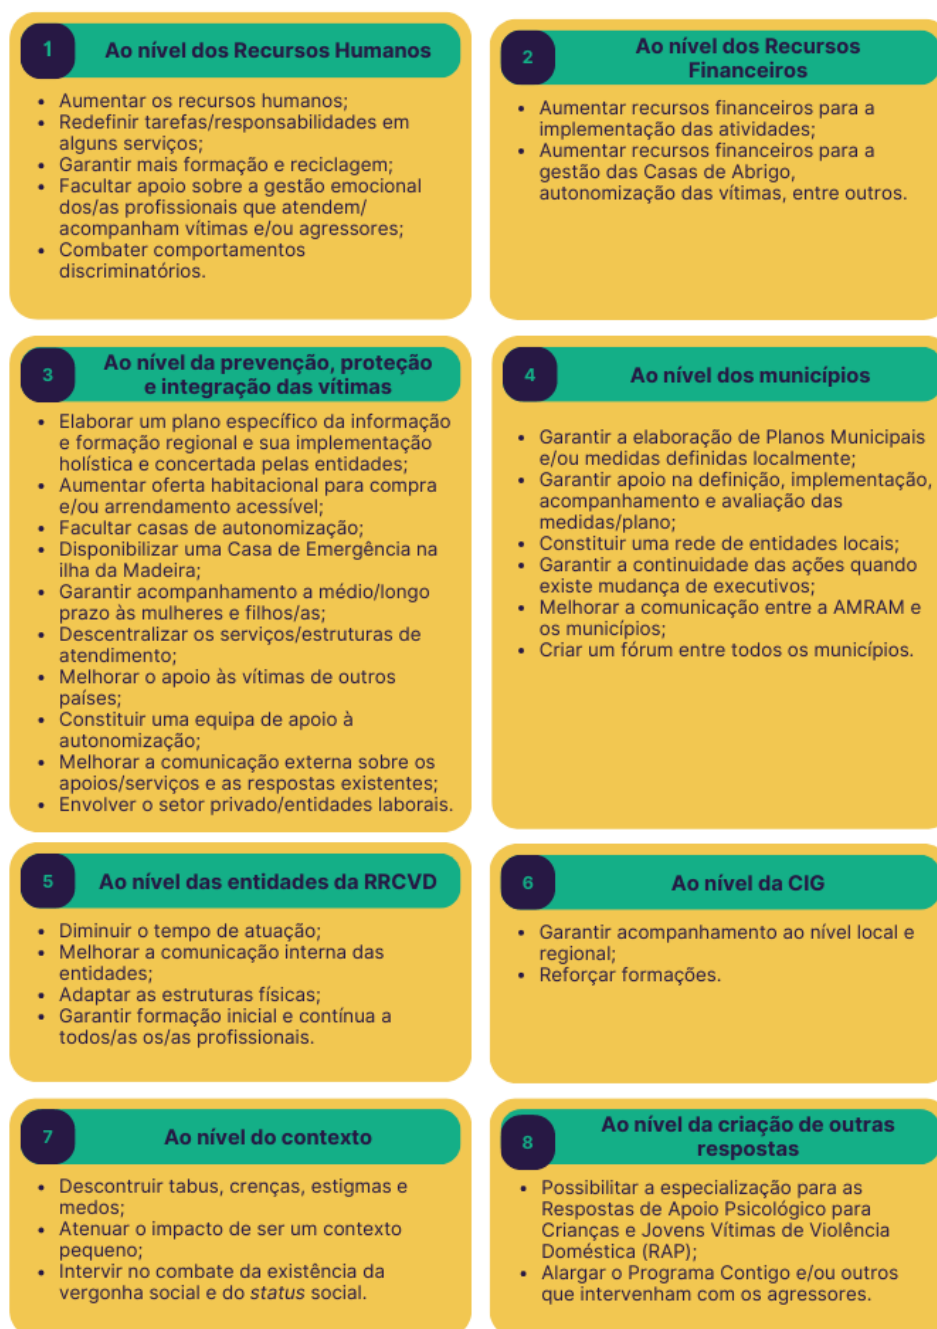 1
Ao nível dos Recursos Humanos
• Aumentar os recursos humanos;
• Redefinir tarefas/responsabilidades em
alguns serviços;
• Garantir mais formação e reciclagem;
• Facultar apoio sobre a gestão emocional
dos/as profissionais que atendem/
acompanham vítimas e/ou agressores;
• Combater comportamentos
discriminatórios.
2
Ao nível dos Recursos
Financeiros
• Aumentar recursos financeiros para a
implementação das atividades;
• Aumentar recursos financeiros para a
gestão das Casas de Abrigo,
autonomização das vítimas, entre outros.
3
Ao nível da prevenção, proteção
e integração das vítimas
• Elaborar um plano específico da informação
e formação regional e sua implementação
holística e concertada pelas entidades;
• Aumentar oferta habitacional para compra
e/ou arrendamento acessível;
• Facultar casas de autonomização;
• Disponibilizar uma Casa de Emergência na
ilha da Madeira;
• Garantir acompanhamento a médio/longo
prazo às mulheres e filhos/as;
• Descentralizar os serviços/estruturas de
atendimento;
• Melhorar o apoio às vítimas de outros
países;
• Constituir uma equipa de apoio à
autonomização;
• Melhorar a comunicação externa sobre os
apoios/serviços e as respostas existentes;
• Envolver o setor privado/entidades laborais.
4
Ao nível dos municípios
• Garantir a elaboração de Planos Municipais
e/ou medidas definidas localmente;
• Garantir apoio na definição, implementação,
acompanhamento e avaliação das
medidas/plano;
• Constituir uma rede de entidades locais;
• Garantir a continuidade das ações quando
existe mudança de executivos;
• Melhorar a comunicação entre a AMRAM e
os municípios;
• Criar um fórum entre todos os municípios.
5
Ao nível das entidades da RRCVD
• Diminuir o tempo de atuação;
• Melhorar a comunicação interna das
entidades;
• Adaptar as estruturas físicas;
• Garantir formação inicial e contínua a
todos/as os/as profissionais.
6
Ao nível da CIG
• Garantir acompanhamento ao nível local e
regional;
• Reforçar formações.
7
Ao nível do contexto
• Descontruir tabus, crenças, estigmas e
medos;
• Atenuar o impacto de ser um contexto
pequeno;
• Intervir no combate da existência da
vergonha social e do status social.
8
Ao nível da criação de outras
respostas
• Possibilitar a especialização para as
Respostas de Apoio Psicológico para
Crianças e Jovens Vítimas de Violência
Doméstica (RAP);
• Alargar o Programa Contigo e/ou outros
que intervenham com os agressores.